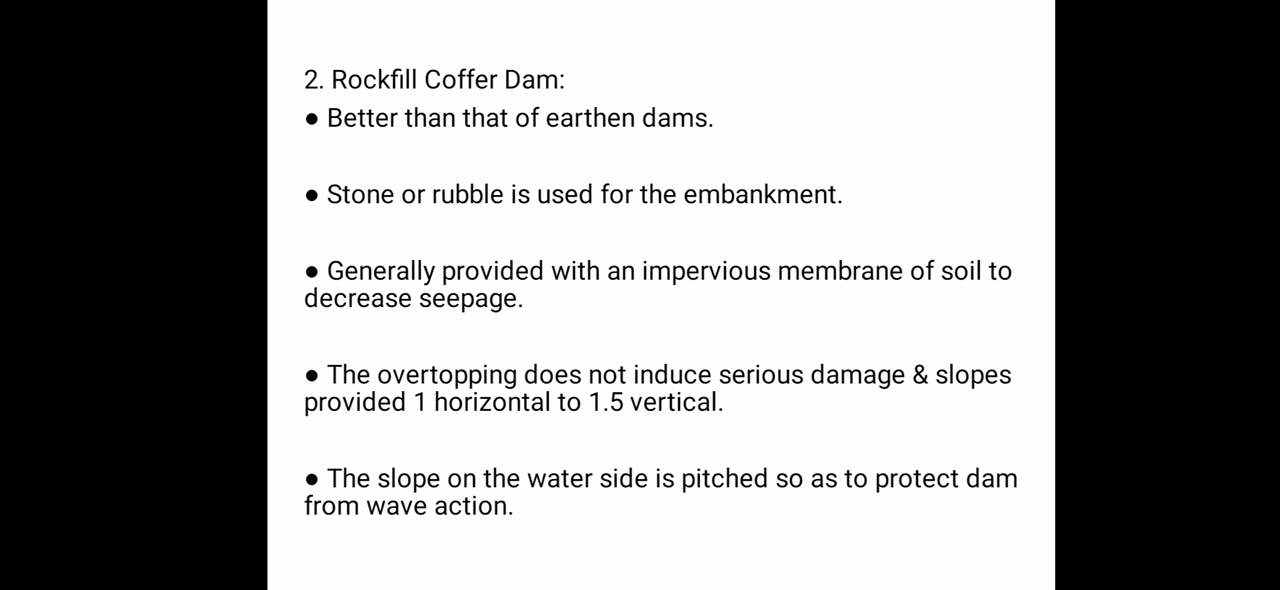 2. Rockfill Coffer Dam:
● Better than that of earthen dams.
● Stone or rubble is used for the embankment.
● Generally provided with an impervious membrane of soil to
decrease seepage.
● The overtopping does not induce serious damage & slopes
provided 1 horizontal to 1.5 vertical.
● The slope on the water side is pitched so as to protect dam
from wave action.